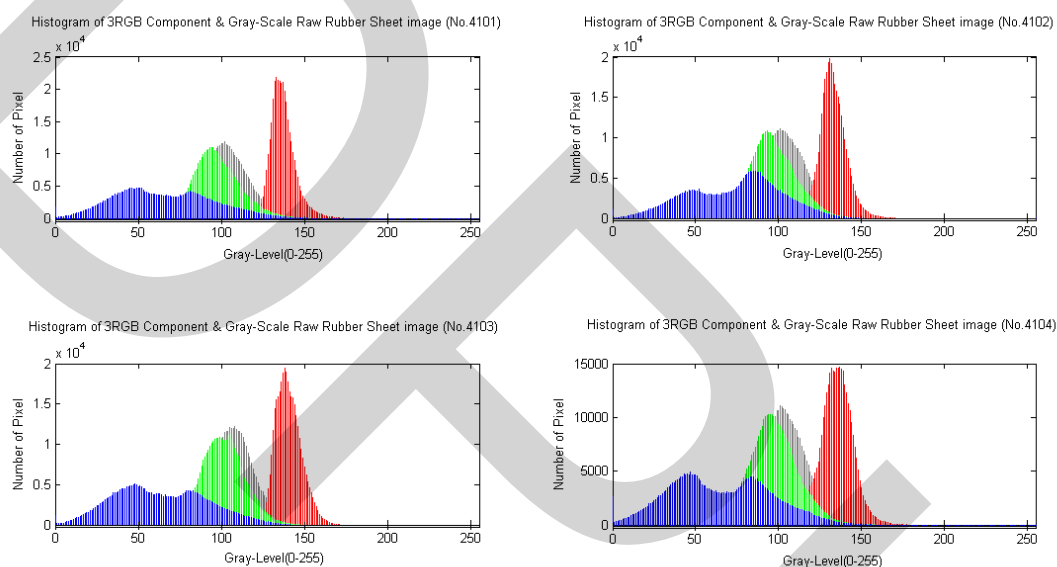 Histogram of 3RGB Component & Gray-Scale Raw Rubber Sheet image (No.4101)
x 10^4
2.5
2
1.5
1
0.5
0
Number of Pixel
0 50 100 150 200 250
Gray-Level(0-255)
Histogram of 3RGB Component & Gray-Scale Raw Rubber Sheet image (No.4102)
x 10^4
2
1.5
1
0.5
0
Number of Pixel
0 50 100 150 200 250
Gray-Level(0-255)
Histogram of 3RGB Component & Gray-Scale Raw Rubber Sheet image (No.4103)
x 10^4
2
1.5
1
0.5
0
Number of Pixel
0 50 100 150 200 250
Gray-Level(0-255)
Histogram of 3RGB Component & Gray-Scale Raw Rubber Sheet image (No.4104)
15000
10000
5000
0
Number of Pixel
0 50 100 150 200 250
Gray-Level(0-255)